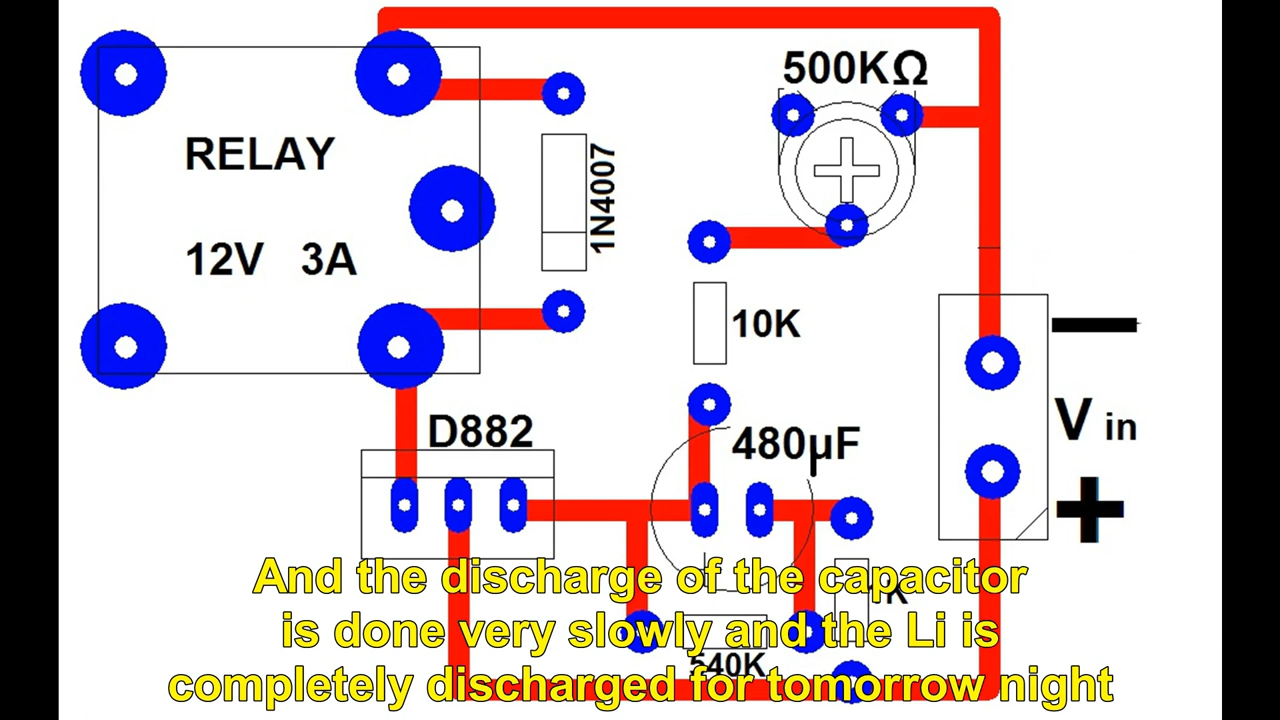 500KΩ
RELAY
1N4007
12V 3A
10K
D882
480µF
V in
And the discharge of the capacitor
is done very slowly and the Li is
540K
completely discharged for tomorrow night